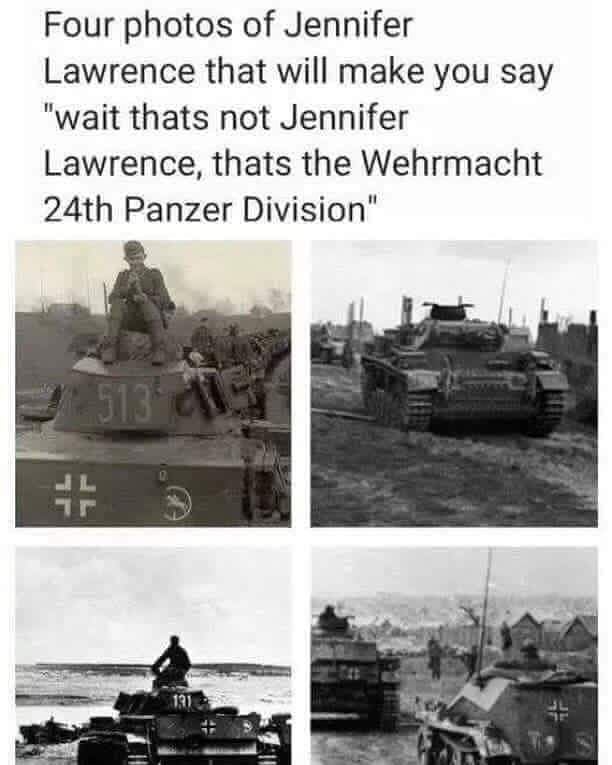 Four photos of Jennifer
Lawrence that will make you say
"wait thats not Jennifer
Lawrence, thats the Wehrmacht
24th Panzer Division"
513
191